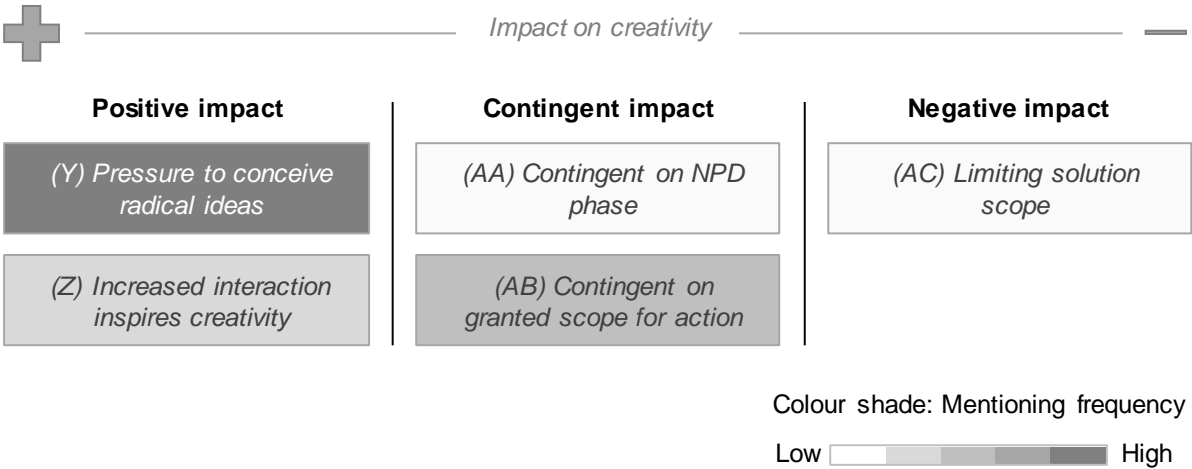 Impact on creativity
Positive impact
Contingent impact
Negative impact
(Y) Pressure to conceive
radical ideas
(AA) Contingent on NPD
phase
(AC) Limiting solution
scope
(Z) Increased interaction
inspires creativity
(AB) Contingent on
granted scope for action
Colour shade: Mentioning frequency
Low
High